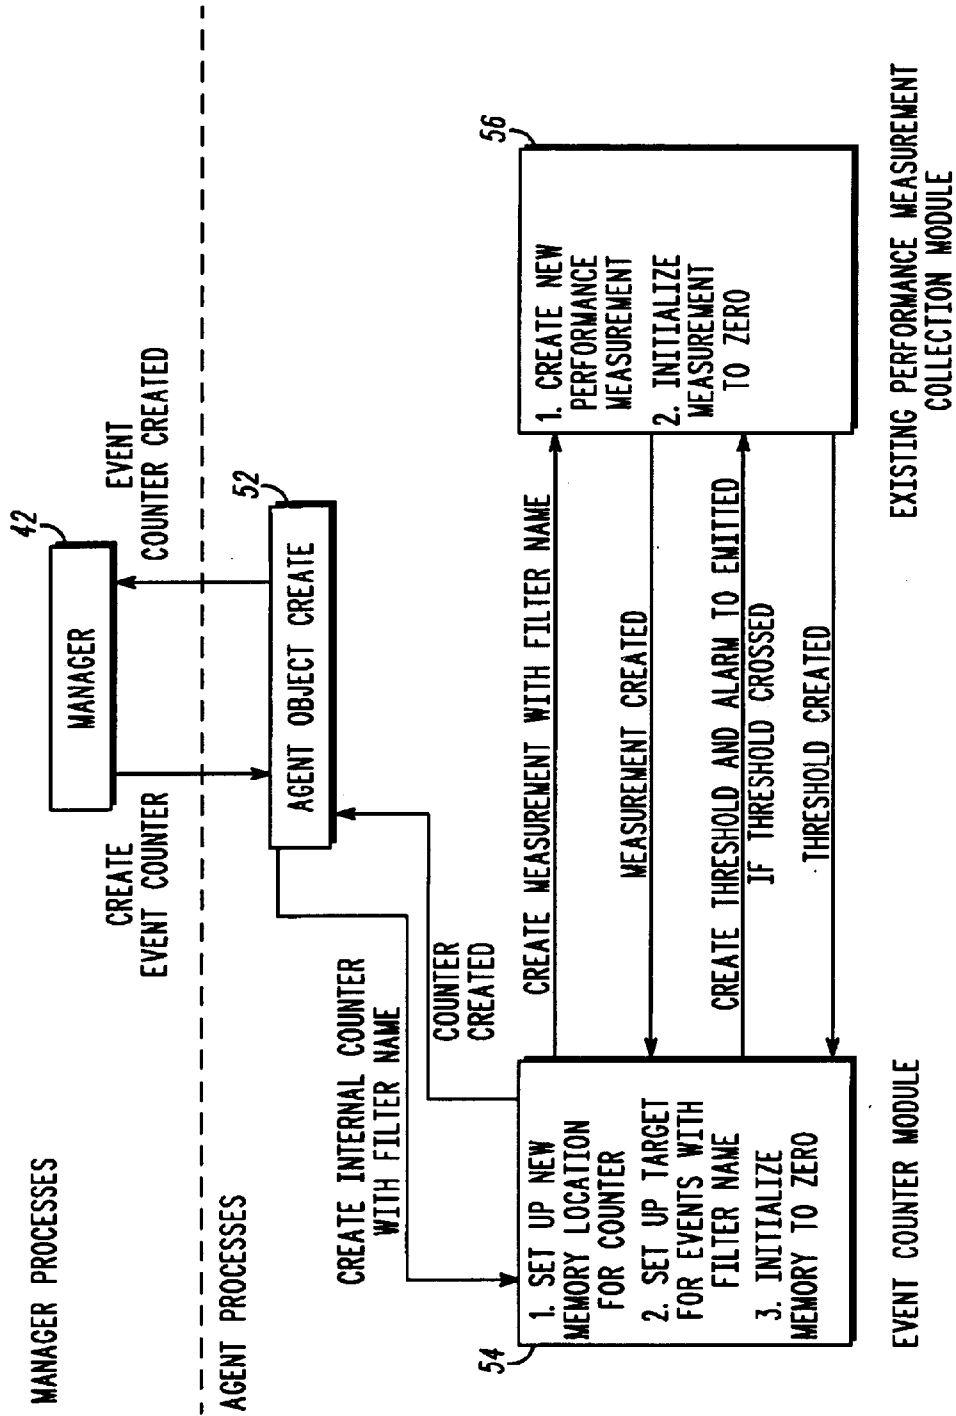 MANAGER PROCESSES
42
MANAGER
CREATE
EVENT COUNTER
EVENT
COUNTER CREATED
AGENT PROCESSES
52
AGENT OBJECT CREATE
CREATE INTERNAL COUNTER
WITH FILTER NAME
COUNTER
CREATED
54
1. SET UP NEW
MEMORY LOCATION
FOR COUNTER
2. SET UP TARGET
FOR EVENTS WITH
FILTER NAME
3. INITIALIZE
MEMORY TO ZERO
EVENT COUNTER MODULE
CREATE MEASUREMENT WITH FILTER NAME
MEASUREMENT CREATED
CREATE THRESHOLD AND ALARM TO EMITTED
IF THRESHOLD CROSSED
THRESHOLD CREATED
56
1. CREATE NEW
PERFORMANCE
MEASUREMENT
2. INITIALIZE
MEASUREMENT
TO ZERO
EXISTING PERFORMANCE MEASUREMENT
COLLECTION MODULE